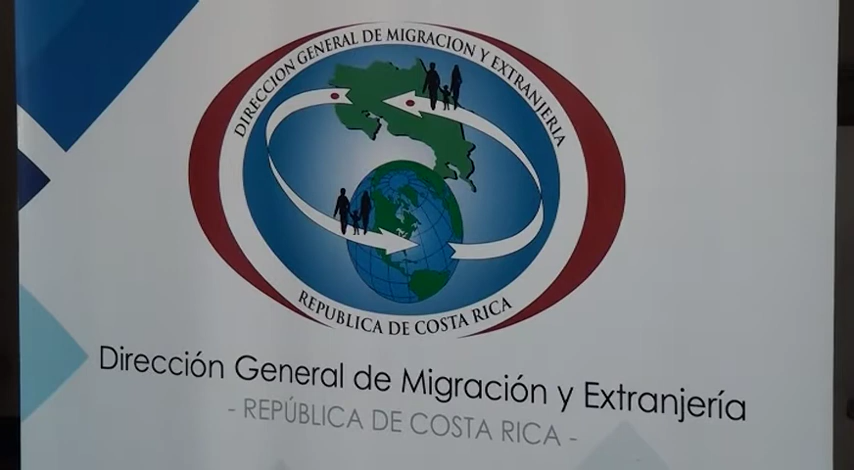 DIRECCION GENERAL DE MIGRACION Y EXTRANJERIA
REPUBLICA DE COSTA RICA
Dirección General de Migración y Extranjería
- REPÚBLICA DE COSTA RICA -